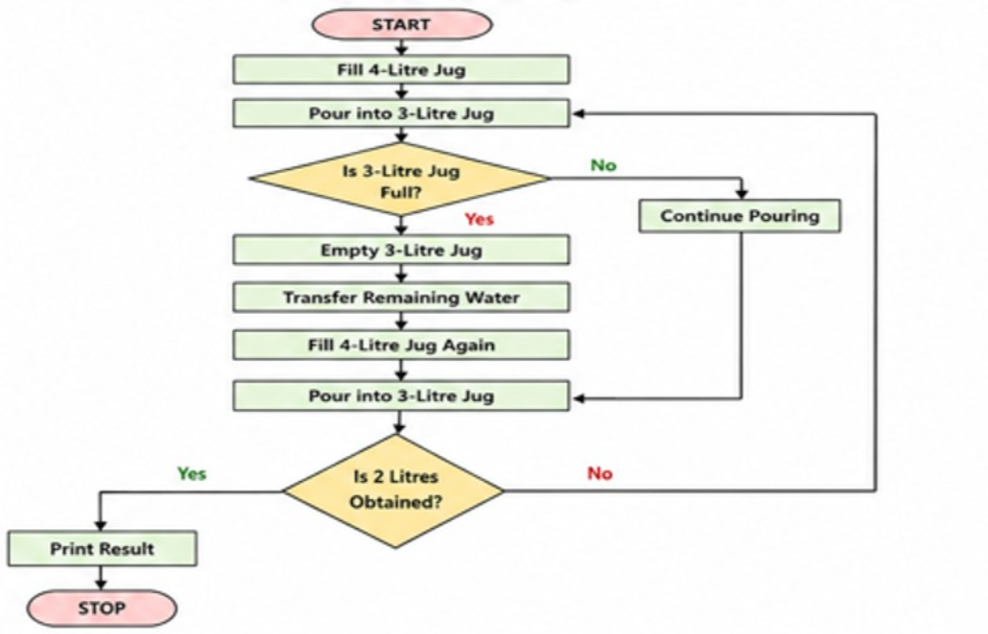 START
Fill 4-Litre Jug
Pour into 3-Litre Jug
Is 3-Litre Jug
Full?
No
Yes
Continue Pouring
Empty 3-Litre Jug
Transfer Remaining Water
Fill 4-Litre Jug Again
Pour into 3-Litre Jug
Is 2 Litres
Obtained?
Yes
No
Print Result
STOP